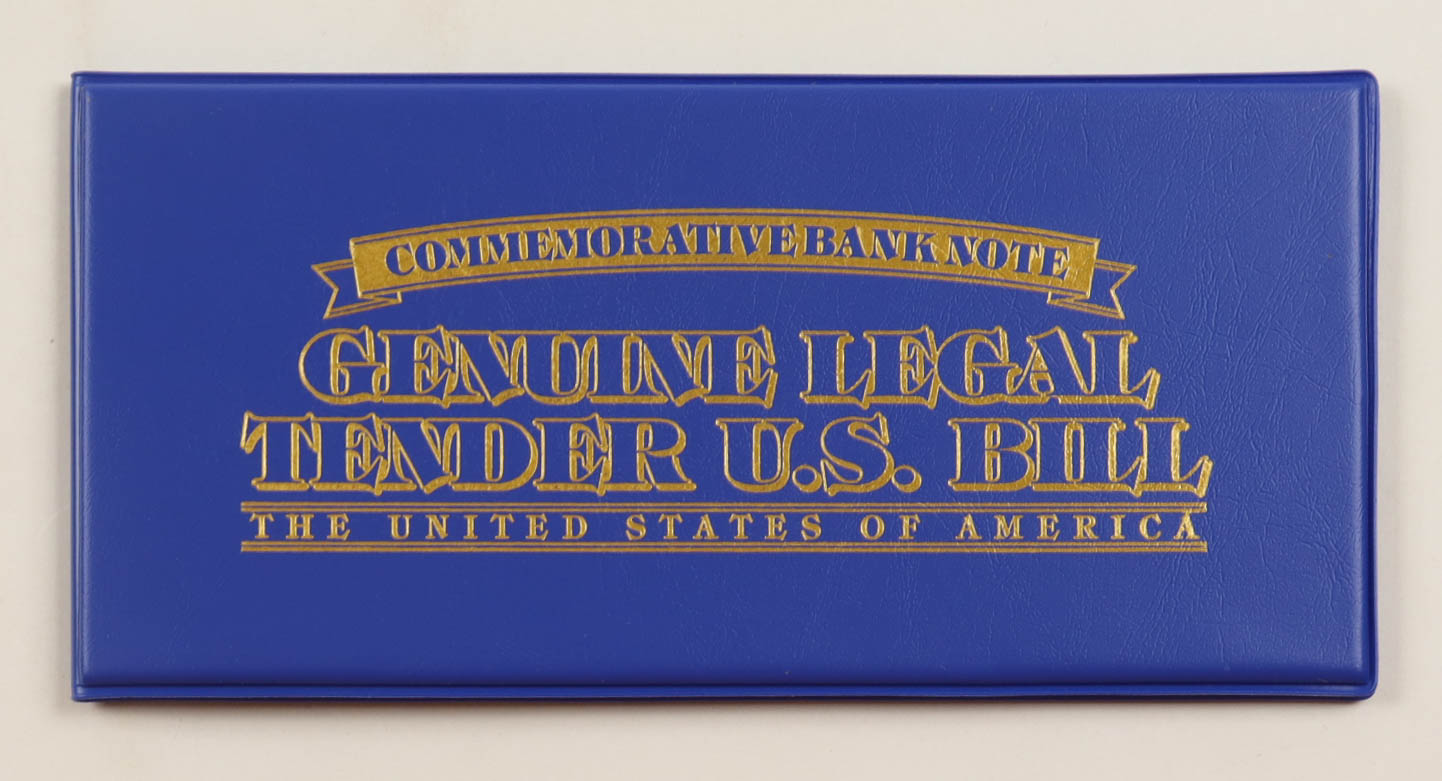 COMMEMORATIVE BANK NOTE
GENUINE LEGAL
TENDER U.S. BILL
THE UNITED STATES OF AMERICA